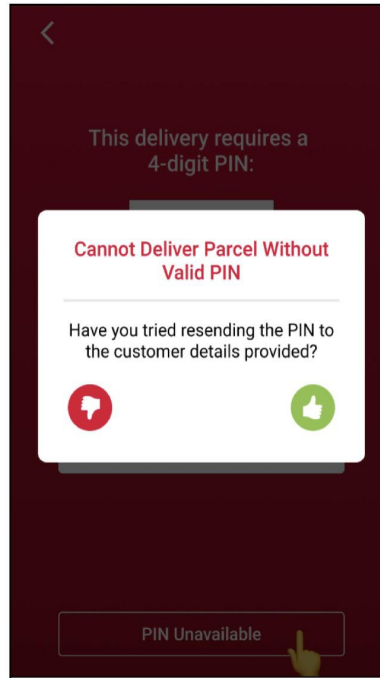 This delivery requires a
4-digit PIN:
Cannot Deliver Parcel Without
Valid PIN
Have you tried resending the PIN to
the customer details provided?
PIN Unavailable